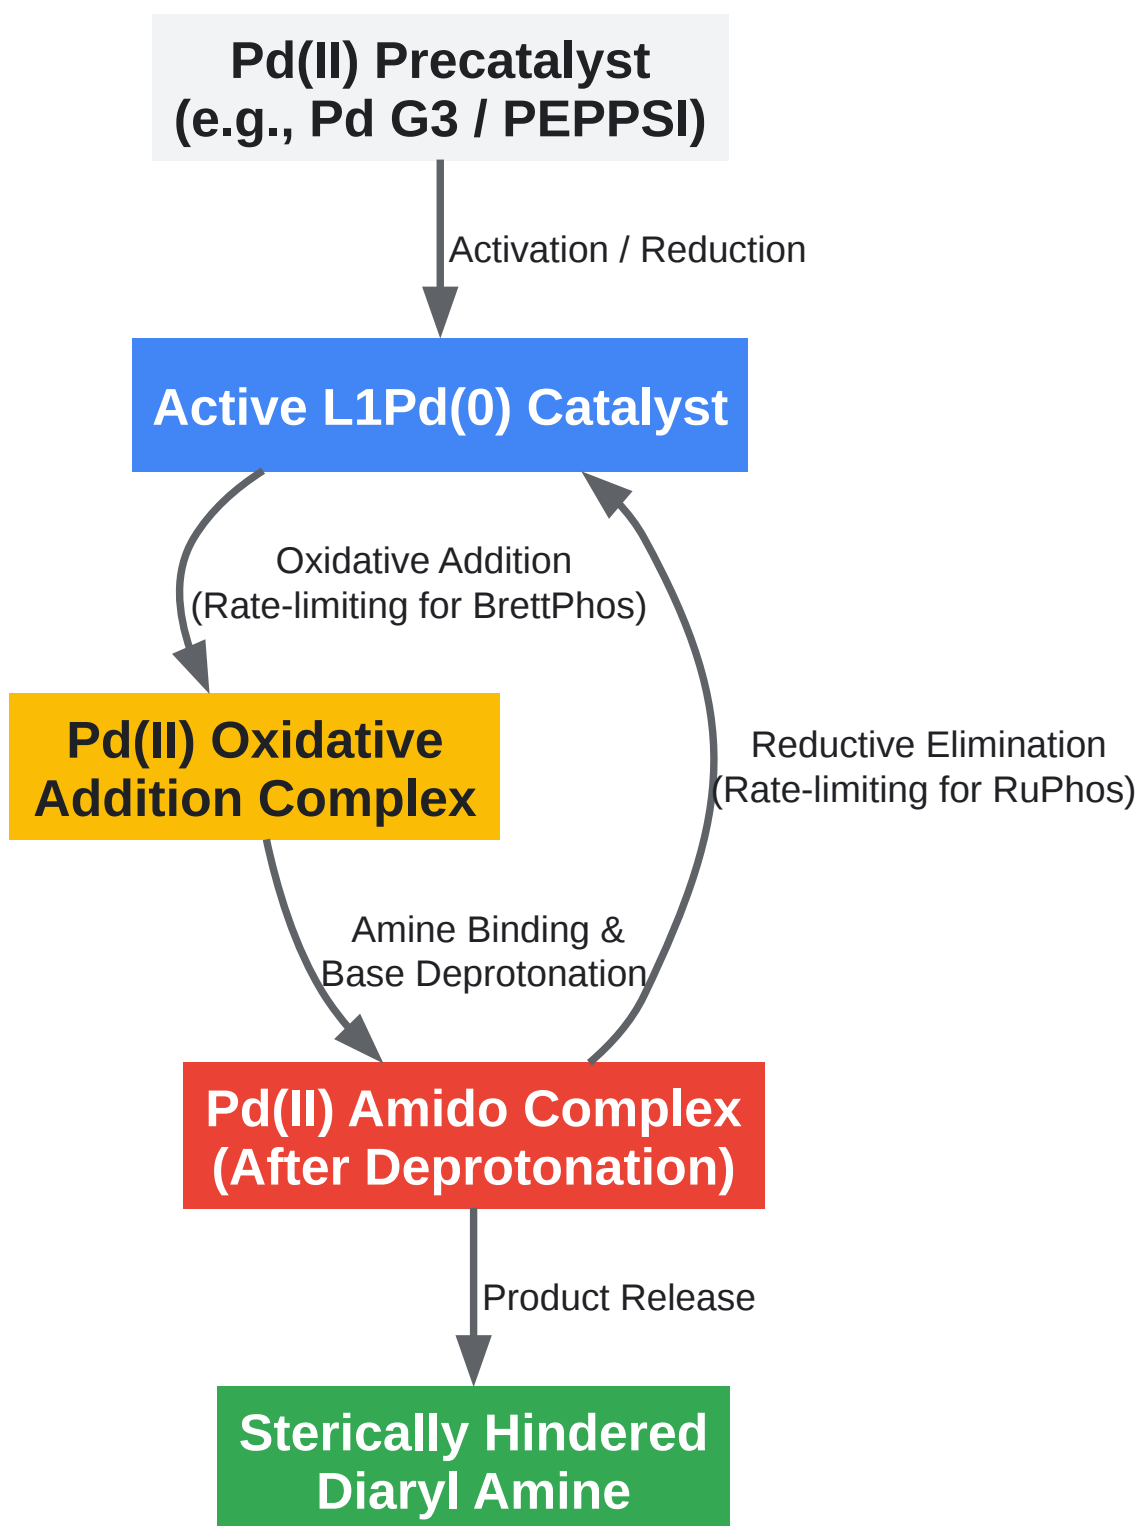 Pd(II) Precatalyst
(e.g., Pd G3 / PEPPSI)
Activation / Reduction
Active L1Pd(0) Catalyst
Oxidative Addition
(Rate-limiting for BrettPhos)
Pd(II) Oxidative
Addition Complex
Reductive Elimination
(Rate-limiting for RuPhos)
Amine Binding &
Base Deprotonation
Pd(II) Amido Complex
(After Deprotonation)
Product Release
Sterically Hindered
Diaryl Amine